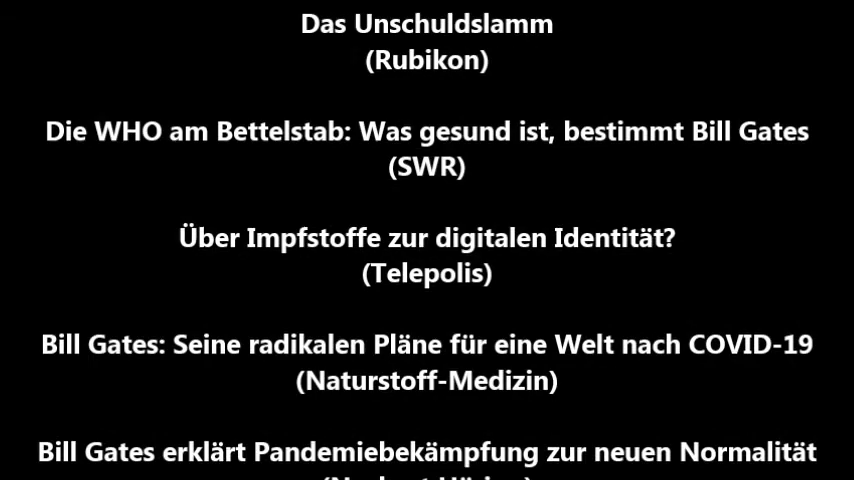 Das Unschuldslamm
(Rubikon)
Die WHO am Bettelstab: Was gesund ist, bestimmt Bill Gates
(SWR)
Über Impfstoffe zur digitalen Identität?
(Telepolis)
Bill Gates: Seine radikalen Pläne für eine Welt nach COVID-19
(Naturstoff-Medizin)
Bill Gates erklärt Pandemiebekämpfung zur neuen Normalität